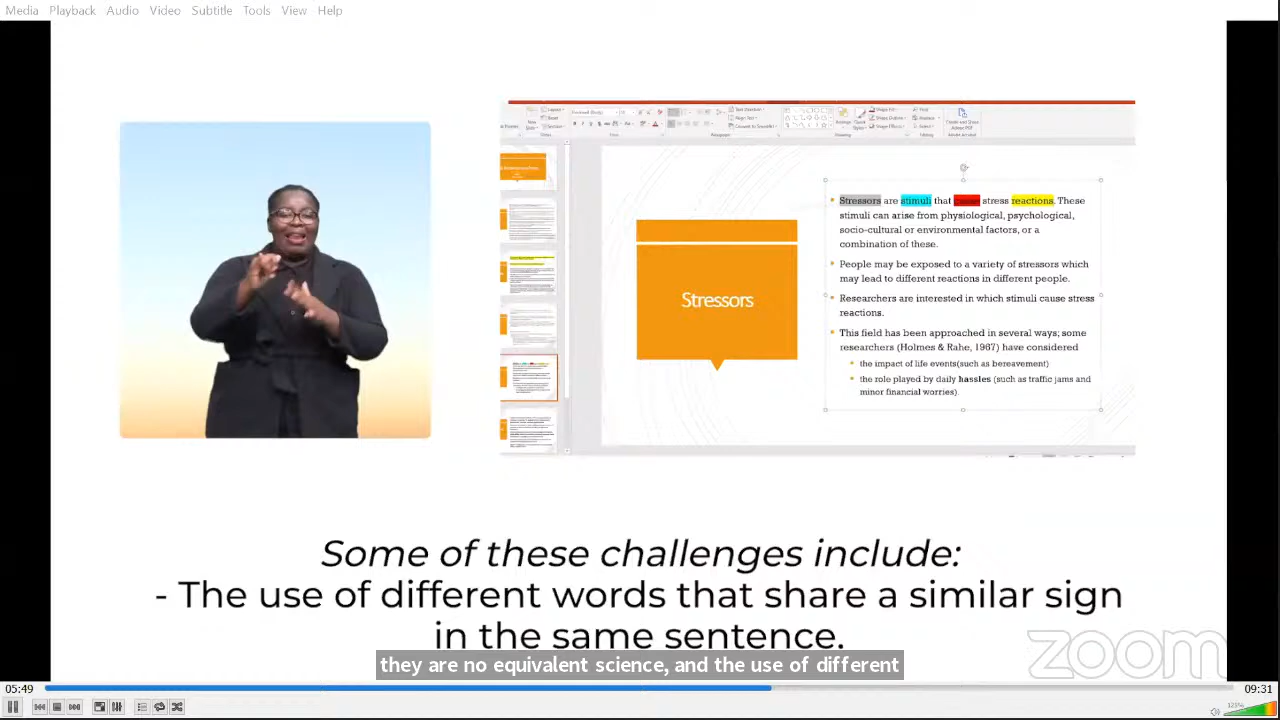 Media Playback Audio Video Subtitle Tools View Help
Stressors
Stressors are stimuli that cause stress reactions. These
stimuli can arise from physiological, psychological,
socio-cultural or environmental factors, or a
combination of these.
People may be exposed to a variety of stressors which
may lead to different reactions in different people.
Researchers are interested in which stimuli cause stress
reactions.
This field has been approached in several ways; some
researchers (Holmes & Rahe, 1967) have considered
the impact of life events (such as bereavement)
the role played by daily hassles (such as traffic jams and
minor financial worries)
Some of these challenges include:
- The use of different words that share a similar sign
in the same sentence.
zoom
they are no equivalent science, and the use of different
05:49
09:31